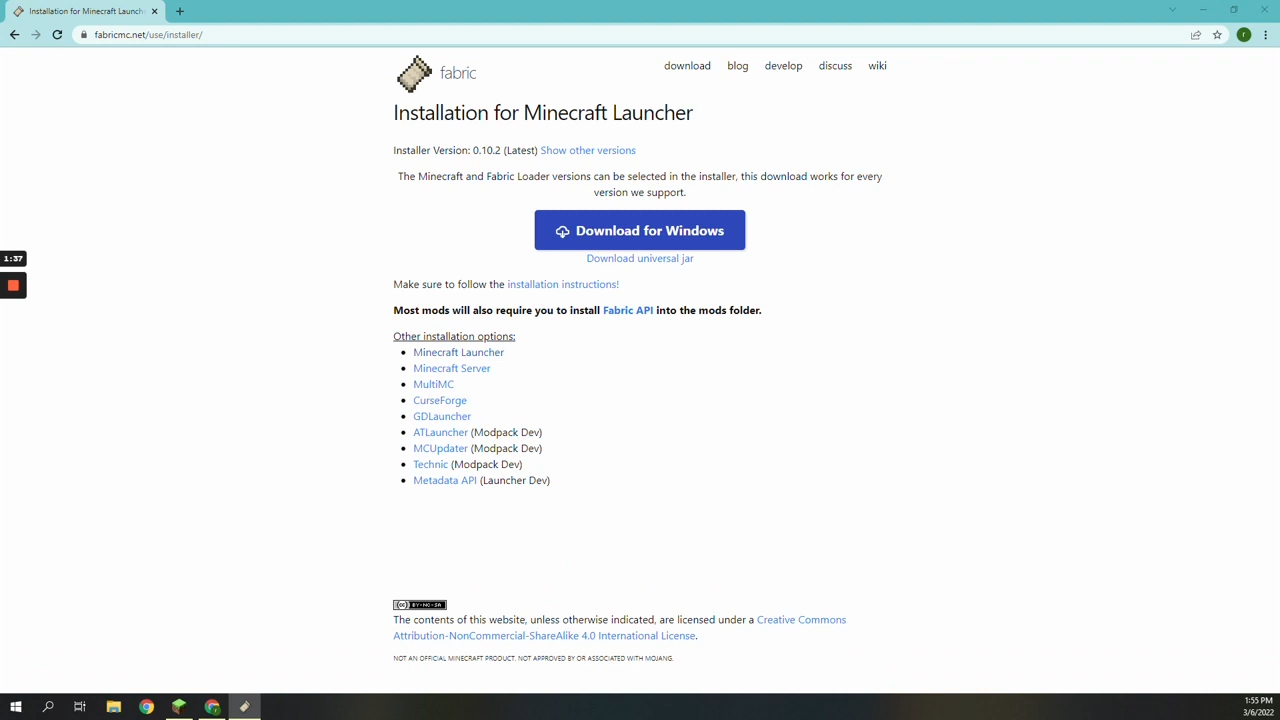 Installation for Minecraft Launch
fabricmc.net/use/installer/
r
fabric
download blog develop discuss wiki
Installation for Minecraft Launcher
Installer Version: 0.10.2 (Latest) Show other versions
The Minecraft and Fabric Loader versions can be selected in the installer, this download works for every
version we support.
Download for Windows
Download universal jar
1:37
Make sure to follow the installation instructions!
Most mods will also require you to install Fabric API into the mods folder.
Other installation options:
Minecraft Launcher
Minecraft Server
MultiMC
CurseForge
GDLauncher
ATLauncher (Modpack Dev)
MCUpdater (Modpack Dev)
Technic (Modpack Dev)
Metadata API (Launcher Dev)
cc BY-NC-SA
The contents of this website, unless otherwise indicated, are licensed under a Creative Commons
Attribution-NonCommercial-ShareAlike 4.0 International License.
NOT AN OFFICIAL MINECRAFT PRODUCT. NOT APPROVED BY OR ASSOCIATED WITH MOJANG.
1:55 PM
3/6/2022